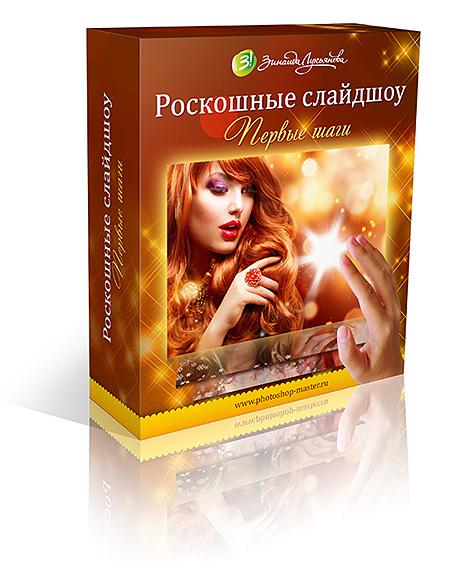 З!
Зинаида Лукьянова
Роскошные слайдшоу
Первые шаги
Роскошные слайдшоу
Первые шаги
www.photoshop-master.ru